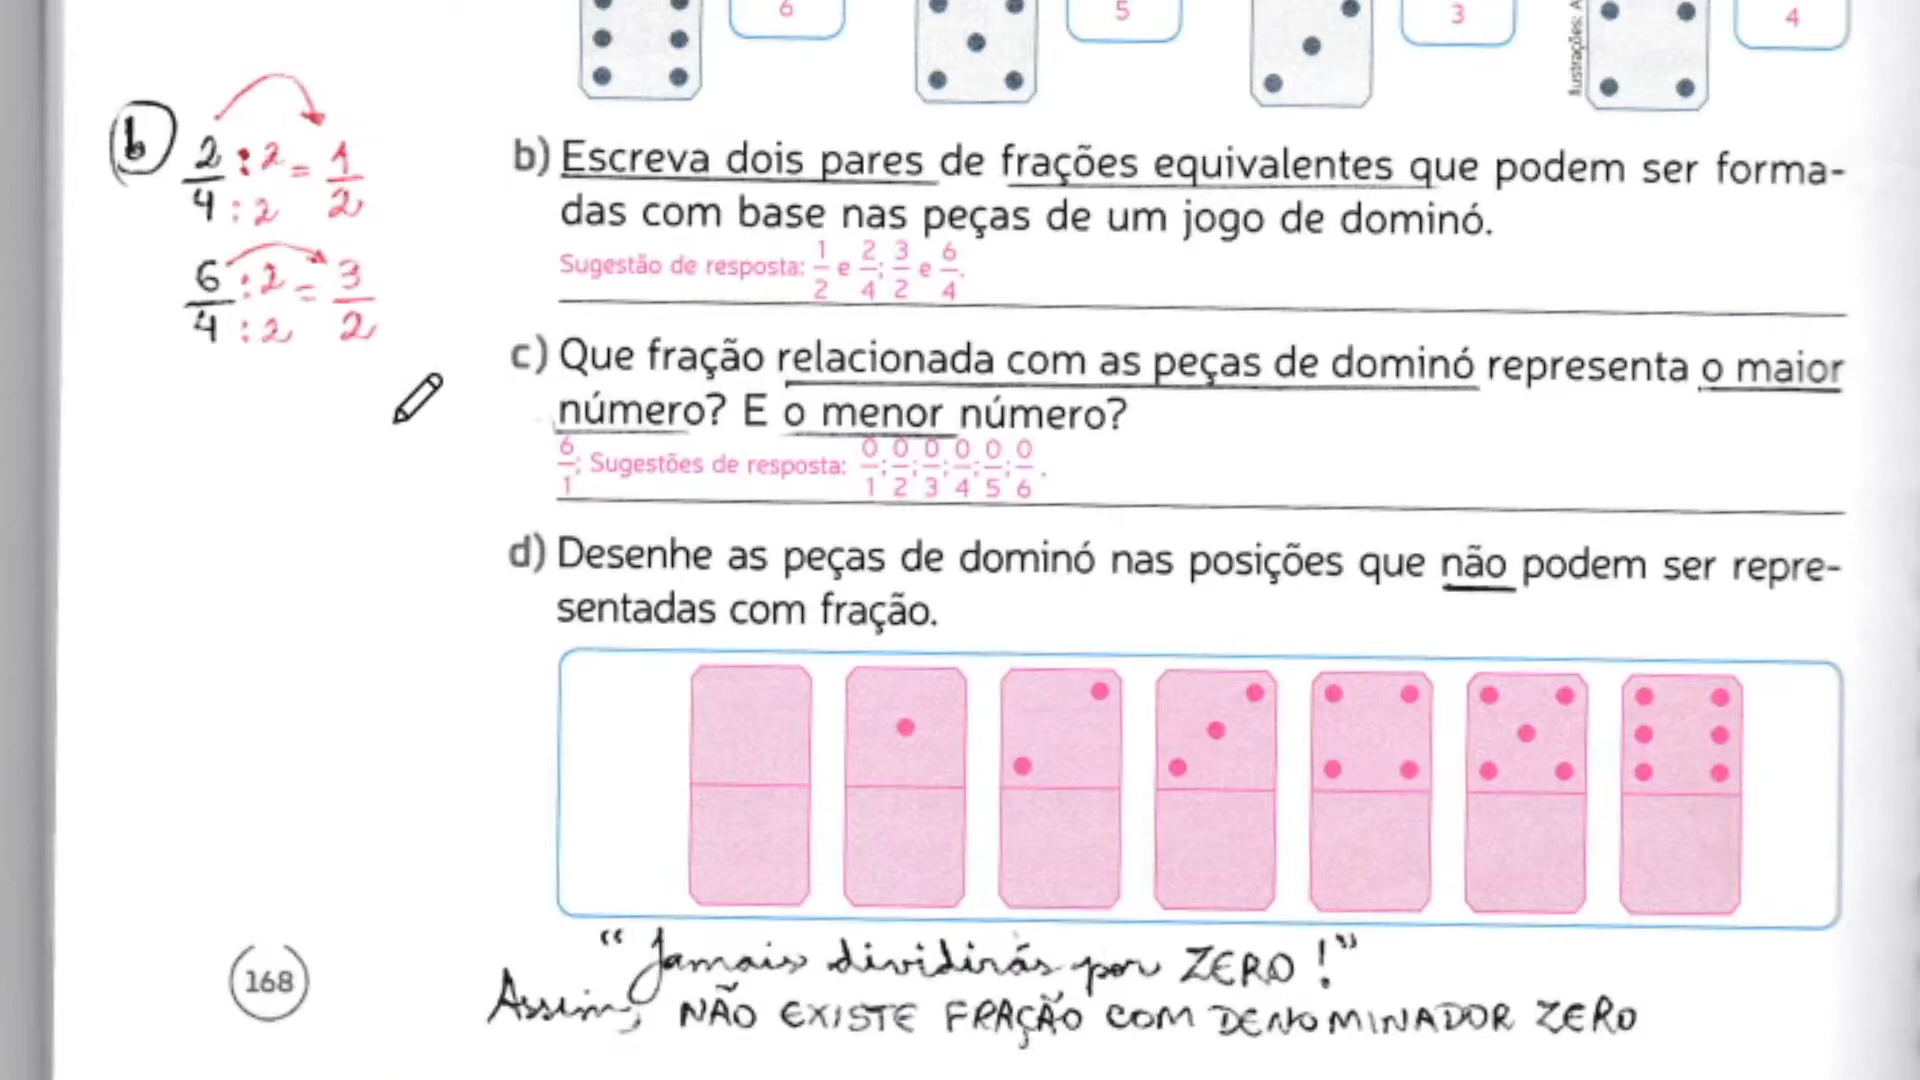 6 5 3 4
Ilustrações: A
b) Escreva dois pares de frações equivalentes que podem ser forma-
das com base nas peças de um jogo de dominó.
Sugestão de resposta: 1/2 e 2/4; 3/2 e 6/4.
b 2/4 :2/:2 = 1/2
6/4 :2/:2 = 3/2
c) Que fração relacionada com as peças de dominó representa o maior
número? E o menor número?
6/1; Sugestões de resposta: 0/1; 0/2; 0/3; 0/4; 0/5; 0/6.
d) Desenhe as peças de dominó nas posições que não podem ser repre-
sentadas com fração.
"Jamais dividirás por ZERO!"
Assim, NÃO EXISTE FRAÇÃO COM DENOMINADOR ZERO
168